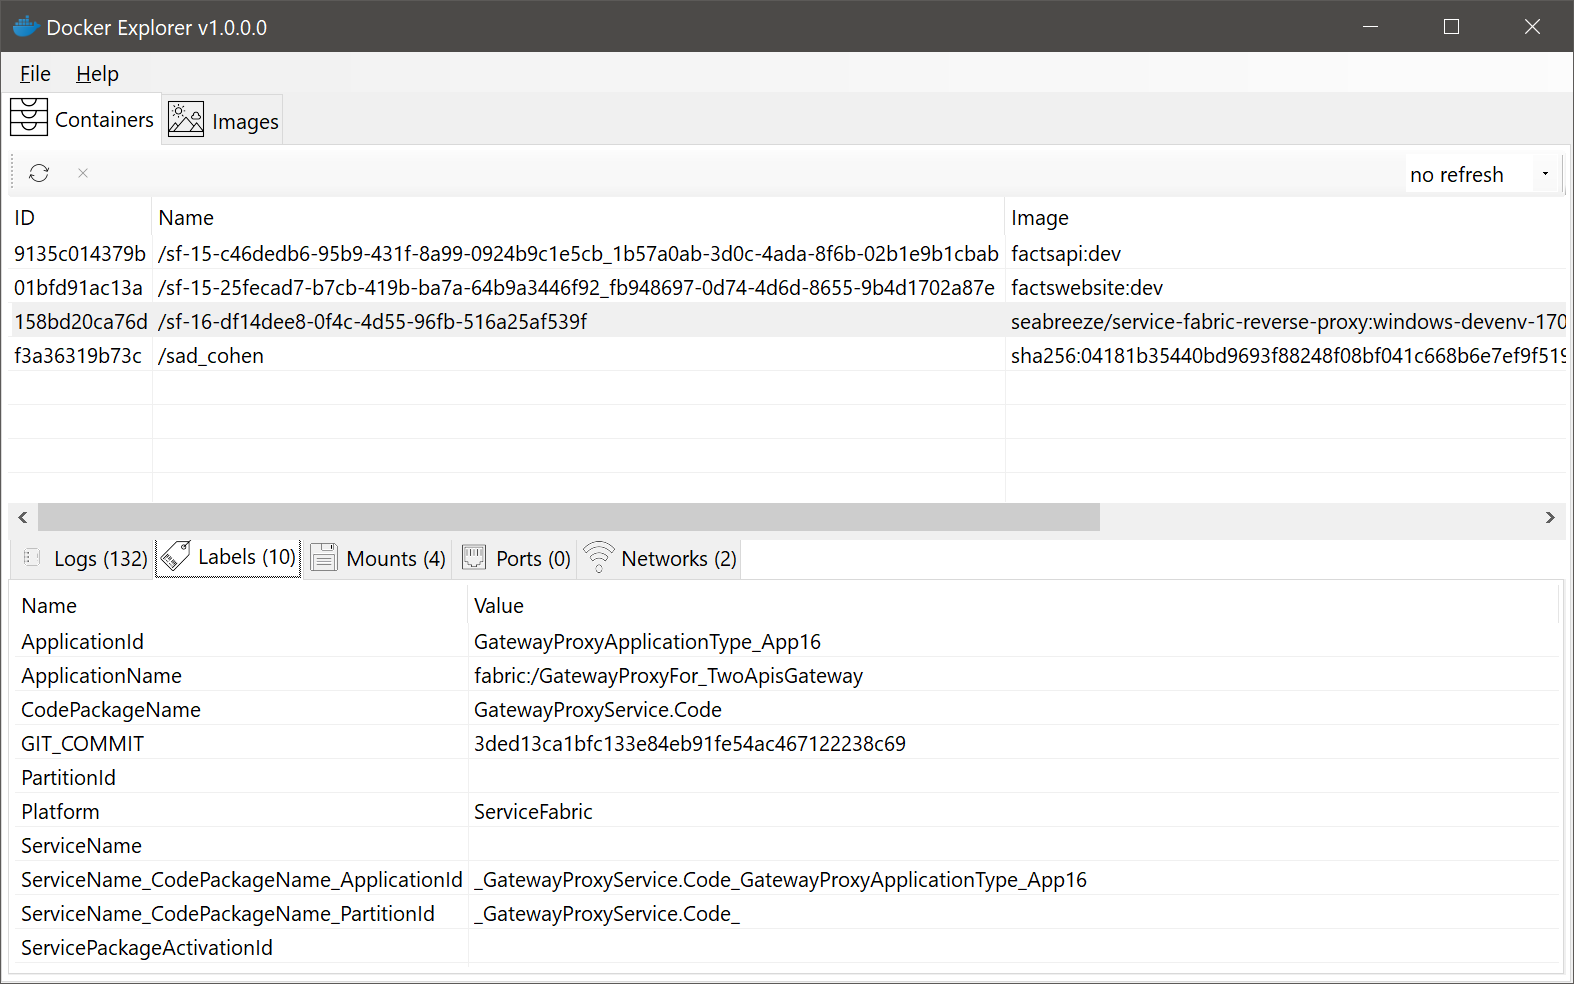 Docker Explorer v1.0.0.0
File Help
Containers Images
no refresh
ID Name Image
9135c014379b /sf-15-c46dedb6-95b9-431f-8a99-0924b9c1e5cb_1b57a0ab-3d0c-4ada-8f6b-02b1e9b1cbab factsapi:dev
01bfd91ac13a /sf-15-25fecad7-b7cb-419b-ba7a-64b9a3446f92_fb948697-0d74-4d6d-8655-9b4d1702a87e factswebsite:dev
158bd20ca76d /sf-16-df14dee8-0f4c-4d55-96fb-516a25af539f seabreeze/service-fabric-reverse-proxy:windows-devenv-170
f3a36319b73c /sad_cohen sha256:04181b35440bd9693f88248f08bf041c668b6e7ef9f519
Logs (132) Labels (10) Mounts (4) Ports (0) Networks (2)
Name Value
ApplicationId GatewayProxyApplicationType_App16
ApplicationName fabric:/GatewayProxyFor_TwoApisGateway
CodePackageName GatewayProxyService.Code
GIT_COMMIT 3ded13ca1bfc133e84eb91fe54ac467122238c69
PartitionId
Platform ServiceFabric
ServiceName
ServiceName_CodePackageName_ApplicationId _GatewayProxyService.Code_GatewayProxyApplicationType_App16
ServiceName_CodePackageName_PartitionId _GatewayProxyService.Code_
ServicePackageActivationId